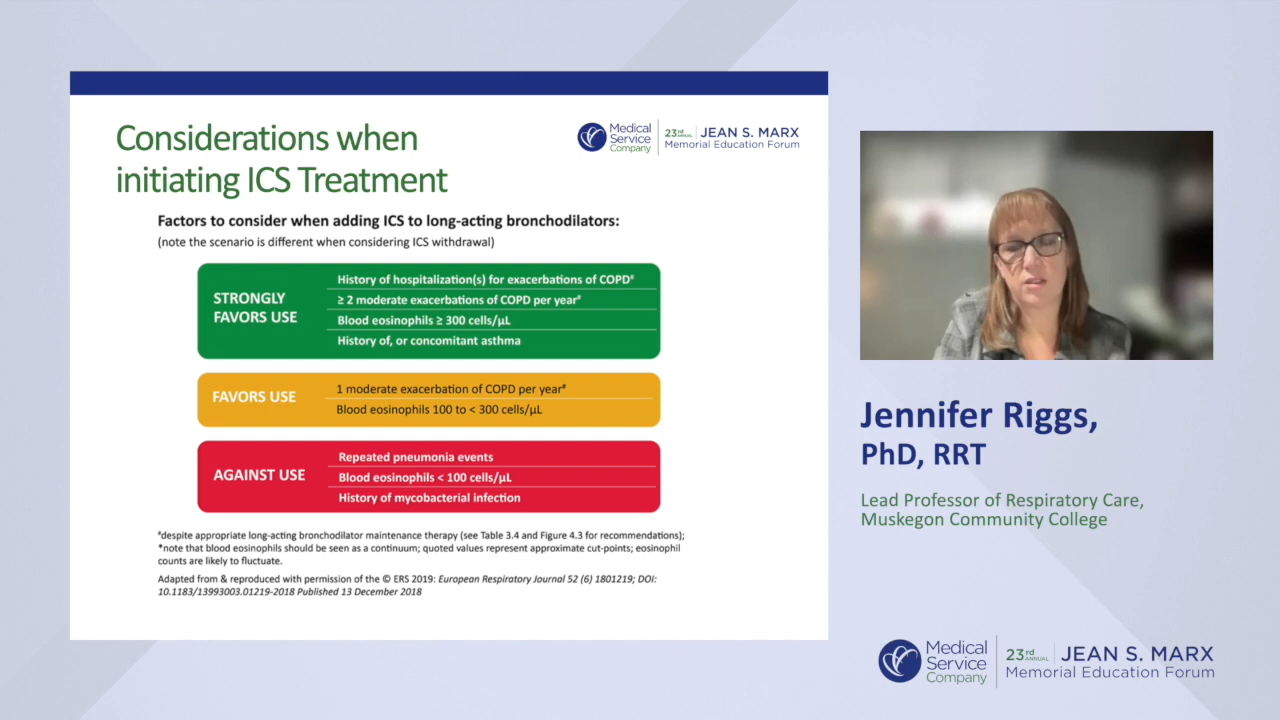 Considerations when
initiating ICS Treatment
Medical
Service
Company
23rd
ANNUAL
JEAN S. MARX
Memorial Education Forum
Factors to consider when adding ICS to long-acting bronchodilators:
(note the scenario is different when considering ICS withdrawal)
STRONGLY
FAVORS USE
History of hospitalization(s) for exacerbations of COPD#
≥ 2 moderate exacerbations of COPD per year#
Blood eosinophils ≥ 300 cells/µL
History of, or concomitant asthma
FAVORS USE
1 moderate exacerbation of COPD per year#
Blood eosinophils 100 to < 300 cells/µL
AGAINST USE
Repeated pneumonia events
Blood eosinophils < 100 cells/µL
History of mycobacterial infection
#despite appropriate long-acting bronchodilator maintenance therapy (see Table 3.4 and Figure 4.3 for recommendations);
*note that blood eosinophils should be seen as a continuum; quoted values represent approximate cut-points; eosinophil
counts are likely to fluctuate.
Adapted from & reproduced with permission of the © ERS 2019: European Respiratory Journal 52 (6) 1801219; DOI:
10.1183/13993003.01219-2018 Published 13 December 2018
Jennifer Riggs,
PhD, RRT
Lead Professor of Respiratory Care,
Muskegon Community College
Medical
Service
Company
23rd
ANNUAL
JEAN S. MARX
Memorial Education Forum